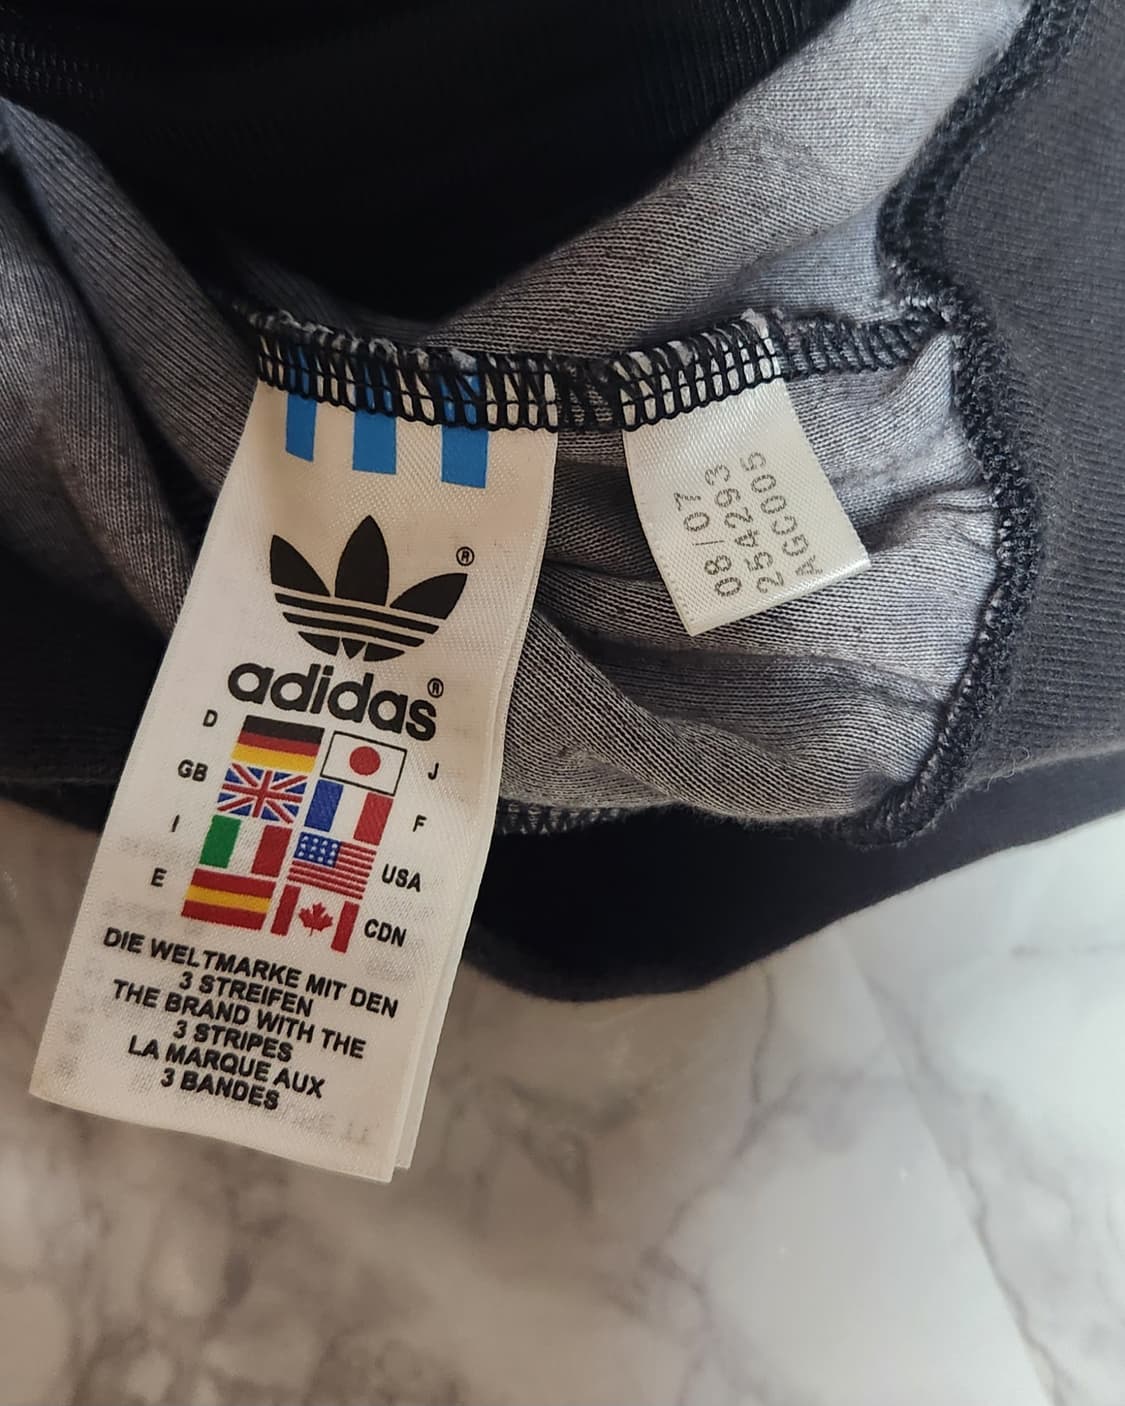 adidas®
®
D
J
GB
F
I
USA
E
CDN
DIE WELTMARKE MIT DEN
3 STREIFEN
THE BRAND WITH THE
3 STRIPES
LA MARQUE AUX
3 BANDES
08/07
254293
AGC005